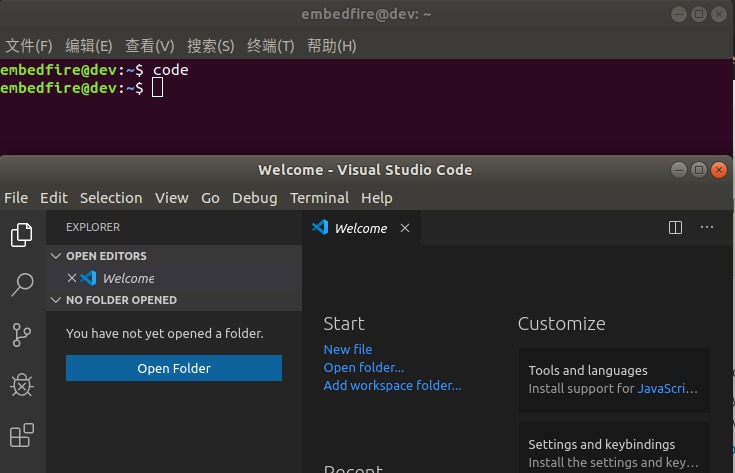 embedfire@dev: ~
文件(F) 编辑(E) 查看(V) 搜索(S) 终端(T) 帮助(H)
embedfire@dev:~$ code
embedfire@dev:~$
Welcome - Visual Studio Code
File Edit Selection View Go Debug Terminal Help
EXPLORER
OPEN EDITORS
Welcome
NO FOLDER OPENED
You have not yet opened a folder.
Open Folder
Welcome
Start
New file
Open folder...
Add workspace folder...
Recent
Customize
Tools and languages
Install support for JavaScri...
Settings and keybindings
Install the settings and key...